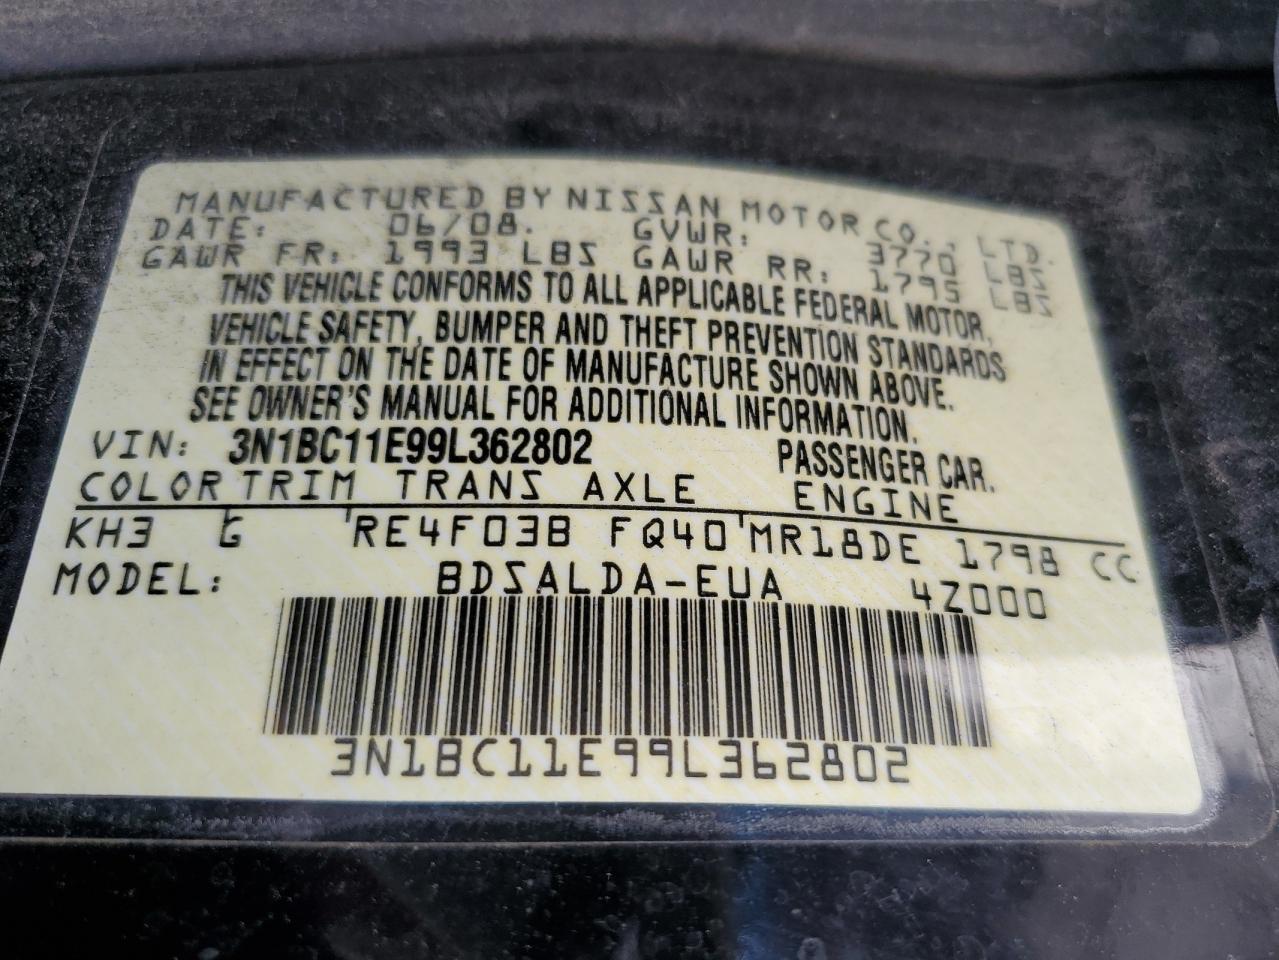 MANUFACTURED BY NISSAN MOTOR CO., LTD.
DATE: 06/08. GVWR: 3770 LBS
GAWR FR: 1993 LBS GAWR RR: 1795 LBS
THIS VEHICLE CONFORMS TO ALL APPLICABLE FEDERAL MOTOR,
VEHICLE SAFETY, BUMPER AND THEFT PREVENTION STANDARDS
IN EFFECT ON THE DATE OF MANUFACTURE SHOWN ABOVE.
SEE OWNER'S MANUAL FOR ADDITIONAL INFORMATION.
VIN: 3N1BC11E99L362802 PASSENGER CAR.
COLOR TRIM TRANS AXLE ENGINE
KH3 G RE4F03B FQ40 MR18DE 1798 CC
MODEL: BDSALDA-EUA 4Z000
3N1BC11E99L362802